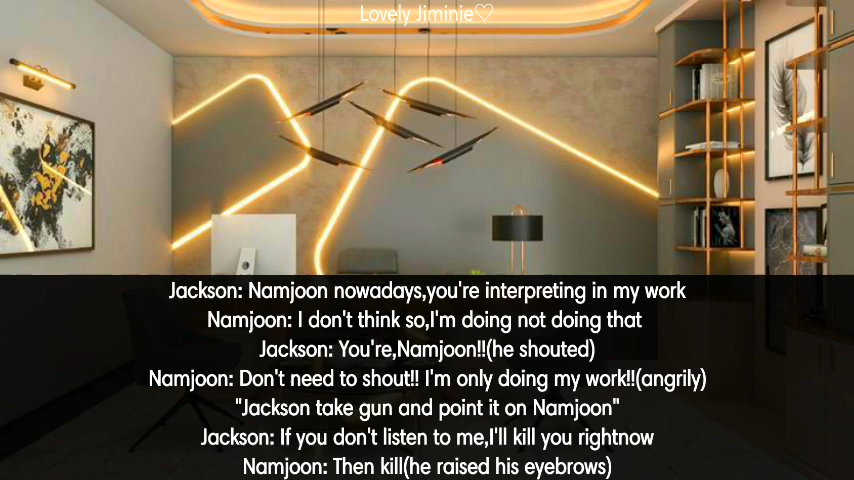 Lovely Jiminie♡
Jackson: Namjoon nowadays,you're interpreting in my work
Namjoon: I don't think so,I'm doing not doing that
Jackson: You're,Namjoon!!(he shouted)
Namjoon: Don't need to shout!! I'm only doing my work!!(angrily)
"Jackson take gun and point it on Namjoon"
Jackson: If you don't listen to me,I'll kill you rightnow
Namjoon: Then kill(he raised his eyebrows)